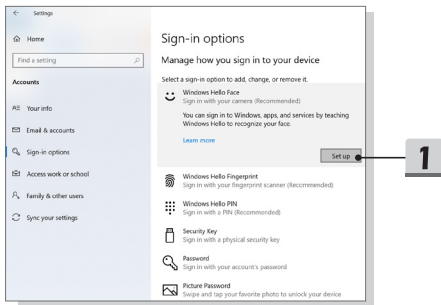 Settings
Home
Find a setting
Accounts
Your info
Email & accounts
Sign-in options
Access work or school
Family & other users
Sync your settings
Sign-in options
Manage how you sign in to your device
Select a sign-in option to add, change, or remove it.
Windows Hello Face
Sign in with your camera (Recommended)
You can sign in to Windows, apps, and services by teaching
Windows Hello to recognize your face.
Learn more
Set up
1
Windows Hello Fingerprint
Sign in with your fingerprint scanner (Recommended)
Windows Hello PIN
Sign in with a PIN (Recommended)
Security Key
Sign in with a physical security key
Password
Sign in with your account's password
Picture Password
Swipe and tap your favorite photo to unlock your device